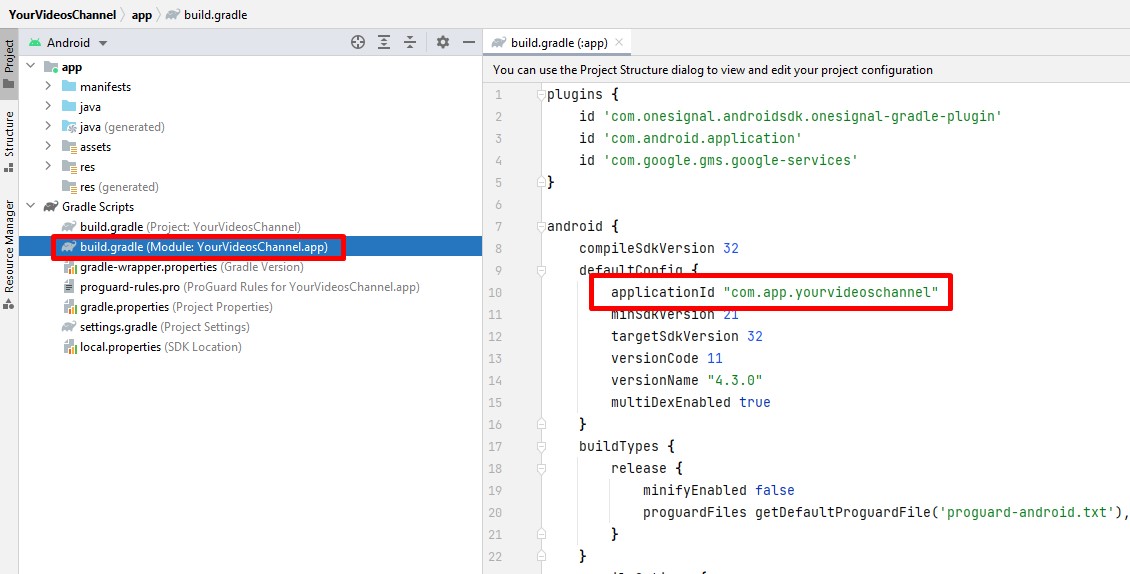 YourVideosChannel app build.gradle
Android
build.gradle (:app)
Project
Structure
Resource Manager
app
manifests
java
java (generated)
assets
res
res (generated)
Gradle Scripts
build.gradle (Project: YourVideosChannel)
build.gradle (Module: YourVideosChannel.app)
gradle-wrapper.properties (Gradle Version)
proguard-rules.pro (ProGuard Rules for YourVideosChannel.app)
gradle.properties (Project Properties)
settings.gradle (Project Settings)
local.properties (SDK Location)
You can use the Project Structure dialog to view and edit your project configuration
1 plugins {
2 id 'com.onesignal.androidsdk.onesignal-gradle-plugin'
3 id 'com.android.application'
4 id 'com.google.gms.google-services'
5 }
6
7 android {
8 compileSdkVersion 32
9 defaultConfig {
10 applicationId "com.app.yourvideoschannel"
11 minSdkVersion 21
12 targetSdkVersion 32
13 versionCode 11
14 versionName "4.3.0"
15 multiDexEnabled true
16 }
17 buildTypes {
18 release {
19 minifyEnabled false
20 proguardFiles getDefaultProguardFile('proguard-android.txt'),
21 }
22 }